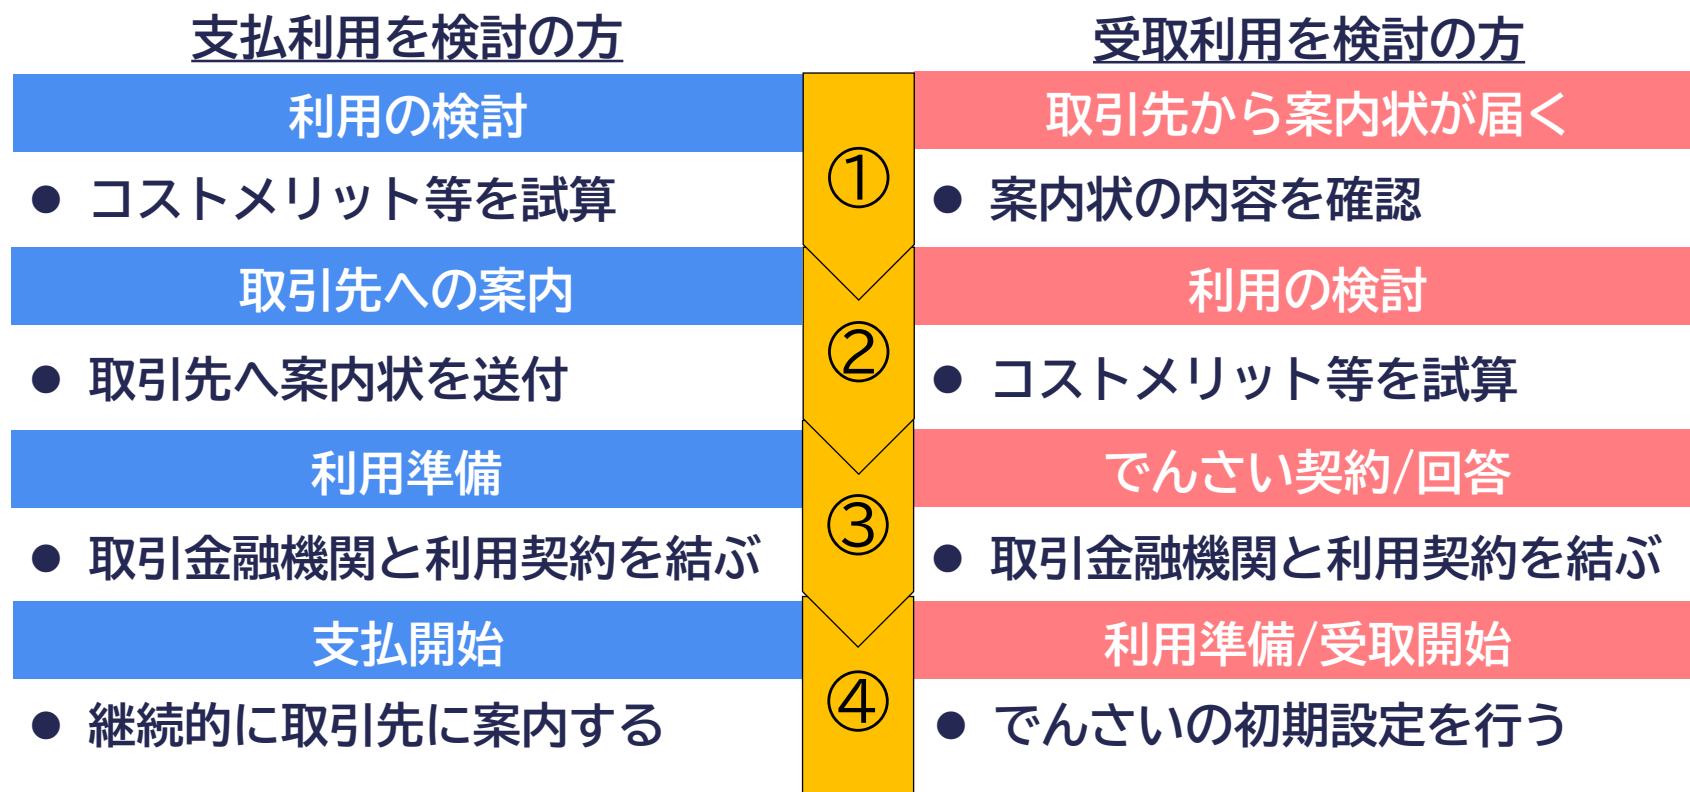 支払利用を検討の方
受取利用を検討の方
利用の検討
● コストメリット等を試算
①
取引先から案内状が届く
● 案内状の内容を確認
取引先への案内
● 取引先へ案内状を送付
②
利用の検討
● コストメリット等を試算
利用準備
● 取引金融機関と利用契約を結ぶ
③
でんさい契約/回答
● 取引金融機関と利用契約を結ぶ
支払開始
● 継続的に取引先に案内する
④
利用準備/受取開始
● でんさいの初期設定を行う